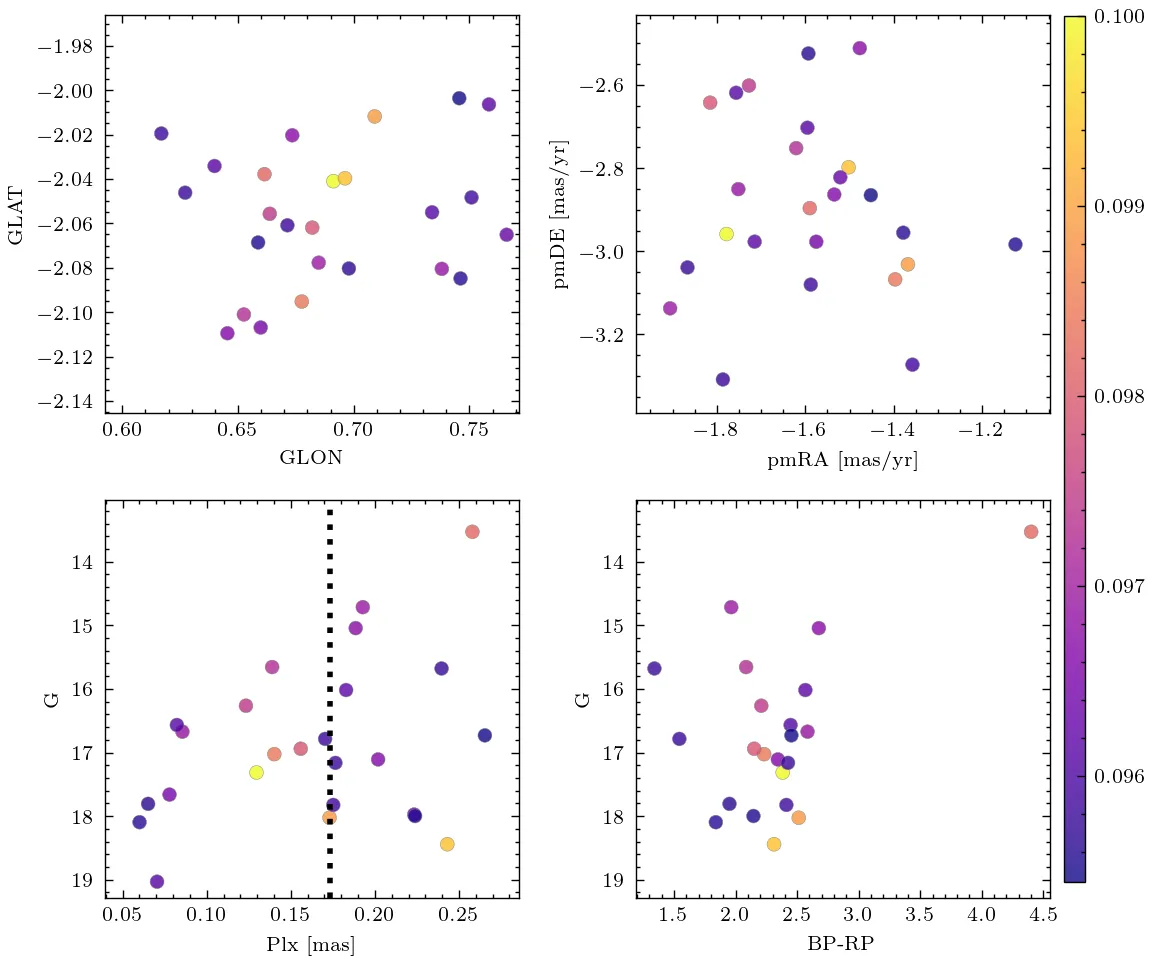 −1.98
−2.00
−2.02
−2.04
−2.06
−2.08
−2.10
−2.12
−2.14
GLAT
0.60 0.65 0.70 0.75
GLON
−2.6
−2.8
−3.0
−3.2
pmDE [mas/yr]
−1.8 −1.6 −1.4 −1.2
pmRA [mas/yr]
14
15
16
17
18
19
G
0.05 0.10 0.15 0.20 0.25
Plx [mas]
14
15
16
17
18
19
G
1.5 2.0 2.5 3.0 3.5 4.0 4.5
BP-RP
0.100
0.099
0.098
0.097
0.096